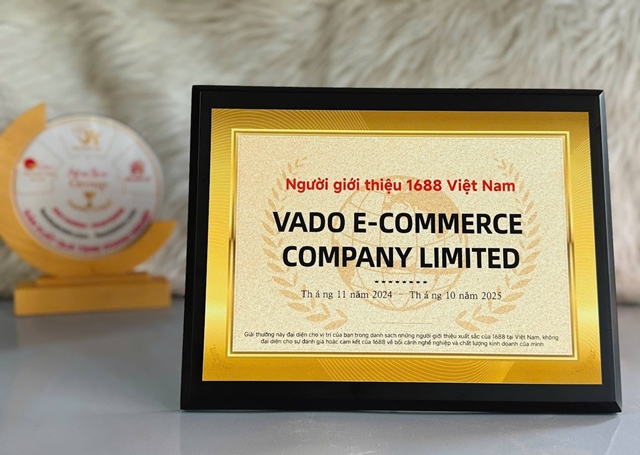 Người giới thiệu 1688 Việt Nam
VADO E-COMMERCE
COMPANY LIMITED
Thá ng 11 năm 2024 – Thá ng 10 năm 2025
Giải thưởng này đại diện cho vị trí của bạn trong danh sách những người giới thiệu xuất sắc của 1688 tại Việt Nam, không
đại diện cho sự đánh giá hoặc cam kết của 1688 về bối cảnh nghề nghiệp và chất lượng kinh doanh của mình
Group